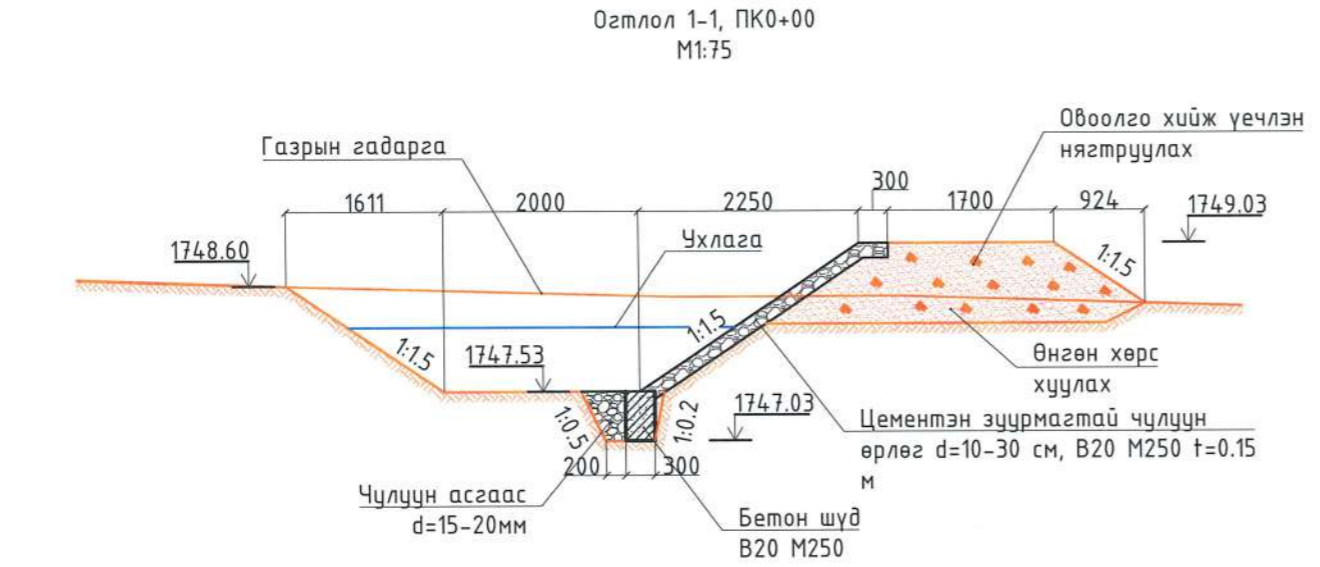 Огтлол 1-1, ПК0+00
М1:75
Овоолго хийж үечлэн
нягтруулах
Газрын гадарга
300
1611
2000
2250
1700
924
1749.03
1748.60
Ухлага
1:1.5
1:1.5
1:1.5
1747.53
Өнгөн хөрс
хуулах
1747.03
1:0.5
1:0.2
Цементэн зуурмагтай чулуун
өрлөг d=10-30 см, В20 М250 t=0.15
м
200
300
Чулуун асгаас
d=15-20мм
Бетон шүд
В20 М250